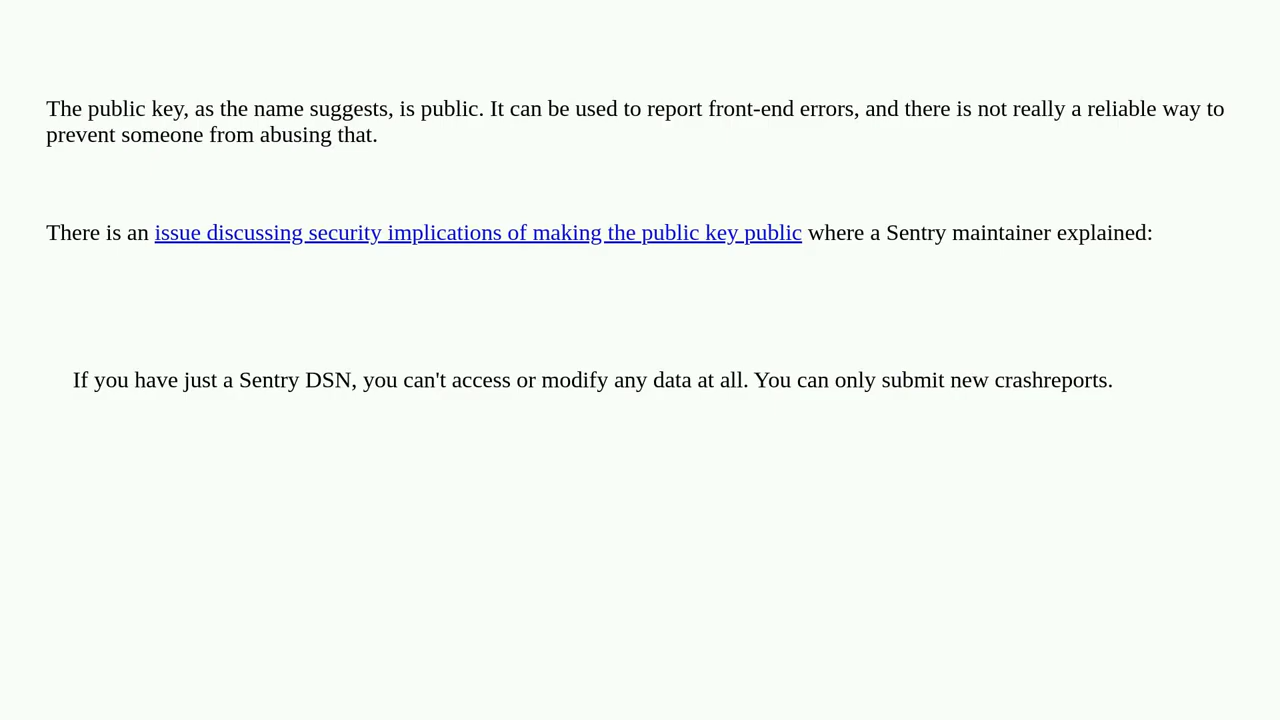 The public key, as the name suggests, is public. It can be used to report front-end errors, and there is not really a reliable way to
prevent someone from abusing that.
There is an issue discussing security implications of making the public key public where a Sentry maintainer explained:
If you have just a Sentry DSN, you can't access or modify any data at all. You can only submit new crashreports.